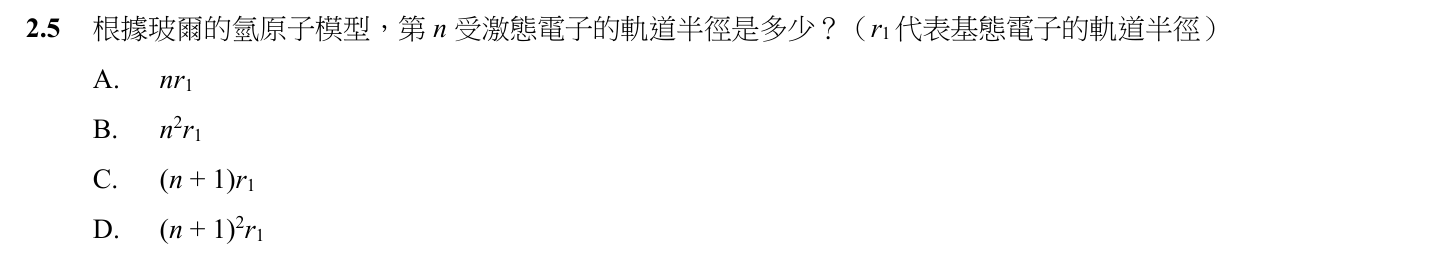 2.5 根據玻爾的氫原子模型，第 n 受激態電子的軌道半徑是多少？（r₁ 代表基態電子的軌道半徑）
A. nr₁
B. n²r₁
C. (n + 1)r₁
D. (n + 1)²r₁